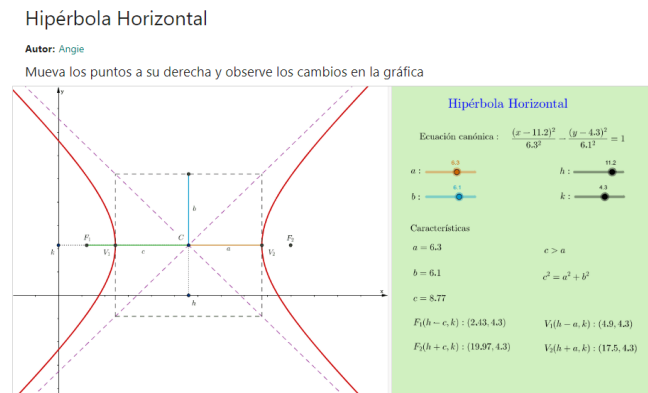 Hipérbola Horizontal
Autor: Angie
Mueva los puntos a su derecha y observe los cambios en la gráfica
y
b
F₁
C
F₂
k
V₁
c
a
V₂
x
h
Hipérbola Horizontal
Ecuación canónica : (x − 11.2)²/6.3² − (y − 4.3)²/6.1² = 1
a : 6.3
h : 11.2
b : 6.1
k : 4.3
Características
a = 6.3
c > a
b = 6.1
c² = a² + b²
c = 8.77
F₁(h − c, k) : (2.43, 4.3)
V₁(h − a, k) : (4.9, 4.3)
F₂(h + c, k) : (19.97, 4.3)
V₂(h + a, k) : (17.5, 4.3)